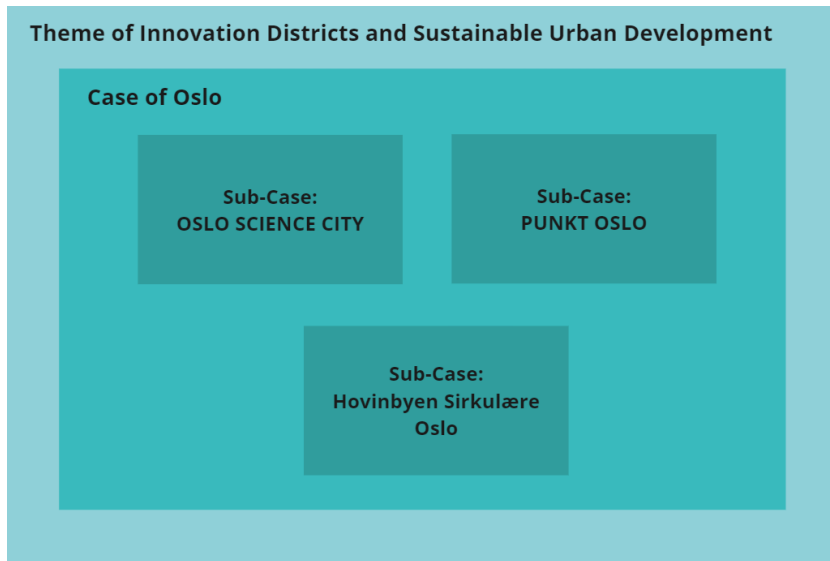 Theme of Innovation Districts and Sustainable Urban Development
Case of Oslo
Sub-Case:
OSLO SCIENCE CITY
Sub-Case:
PUNKT OSLO
Sub-Case:
Hovinbyen Sirkulære
Oslo